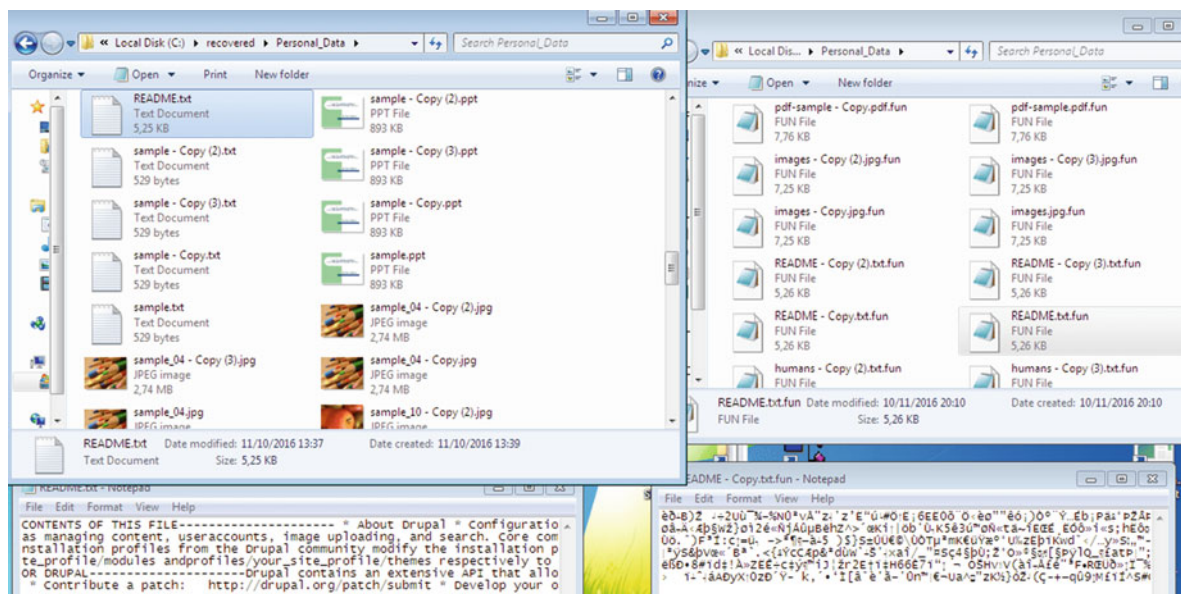 « Local Disk (C:) ▸ recovered ▸ Personal_Data ▸
Search Personal_Data
Organize ▾ Open ▾ Print New folder
README.txt
Text Document
5,25 KB
sample - Copy (2).ppt
PPT File
893 KB
sample - Copy (2).txt
Text Document
529 bytes
sample - Copy (3).ppt
PPT File
893 KB
sample - Copy (3).txt
Text Document
529 bytes
sample - Copy.ppt
PPT File
893 KB
sample - Copy.txt
Text Document
529 bytes
sample.ppt
PPT File
893 KB
sample.txt
Text Document
529 bytes
sample_04 - Copy (2).jpg
JPEG image
2,74 MB
sample_04 - Copy (3).jpg
JPEG image
2,74 MB
sample_04 - Copy.jpg
JPEG image
2,74 MB
sample_04.jpg
JPEG image
sample_10 - Copy (2).jpg
JPEG image
README.txt Date modified: 11/10/2016 13:37 Date created: 11/10/2016 13:39
Text Document Size: 5,25 KB
« Local Dis... ▸ Personal_Data ▸
Search Personal_Data
nize ▾ Open ▾ New folder
pdf-sample - Copy.pdf.fun
FUN File
7,76 KB
pdf-sample.pdf.fun
FUN File
7,76 KB
images - Copy (2).jpg.fun
FUN File
7,25 KB
images - Copy (3).jpg.fun
FUN File
7,25 KB
images - Copy.jpg.fun
FUN File
7,25 KB
images.jpg.fun
FUN File
7,25 KB
README - Copy (2).txt.fun
FUN File
5,26 KB
README - Copy (3).txt.fun
FUN File
5,26 KB
README - Copy.txt.fun
FUN File
5,26 KB
README.txt.fun
FUN File
5,26 KB
humans - Copy (2).txt.fun
FUN File
humans - Copy (3).txt.fun
FUN File
README.txt.fun Date modified: 10/11/2016 20:10 Date created: 10/11/2016 20:10
FUN File Size: 5,26 KB
README.txt - Notepad
File Edit Format View Help
CONTENTS OF THIS FILE--------------------- * About Drupal * Configuratio
as managing content, useraccounts, image uploading, and search. Core com
nstallation profiles from the Drupal community modify the installation p
te_profile/modules andprofiles/your_site_profile/themes respectively to
OR DRUPAL---------------------Drupal contains an extensive API that allo
* Contribute a patch: http://drupal.org/patch/submit * Develop your o
EADME - Copy.txt.fun - Notepad
File Edit Format View Help